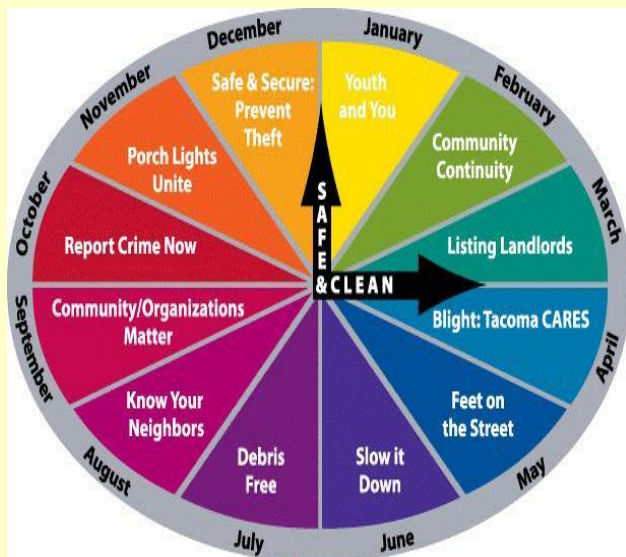 December
January
February
March
April
May
June
July
August
September
October
November
Safe & Secure:
Prevent
Theft
Youth
and You
Community
Continuity
Listing Landlords
Blight: Tacoma CARES
Feet on
the Street
Slow it
Down
Debris
Free
Know Your
Neighbors
Community/Organizations
Matter
Report Crime Now
Porch Lights
Unite
SAFE
&CLEAN